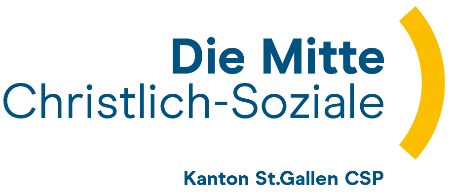 Die Mitte
Christlich-Soziale
Kanton St.Gallen CSP